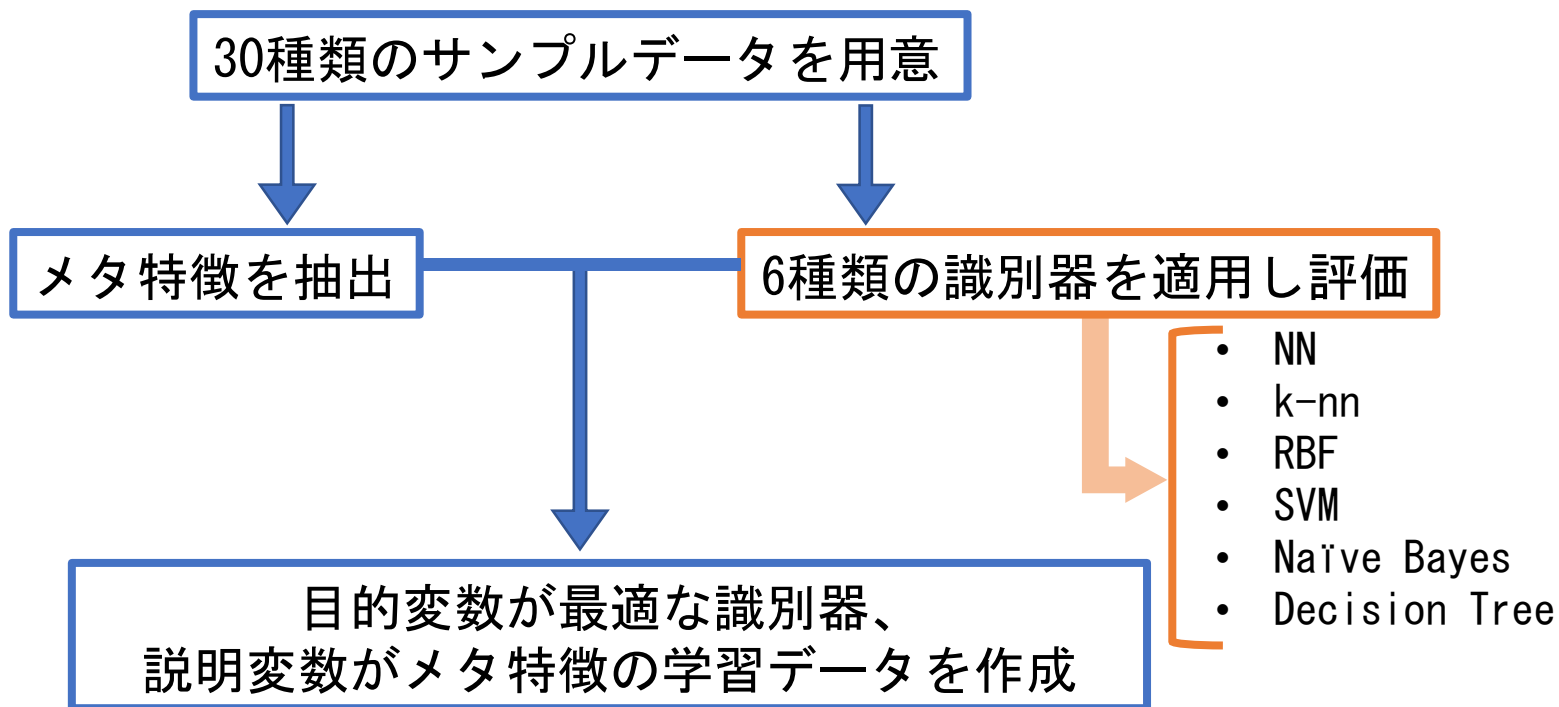 30種類のサンプルデータを用意
メタ特徴を抽出
6種類の識別器を適用し評価
• NN
• k-nn
• RBF
• SVM
• Naïve Bayes
• Decision Tree
目的変数が最適な識別器、
説明変数がメタ特徴の学習データを作成